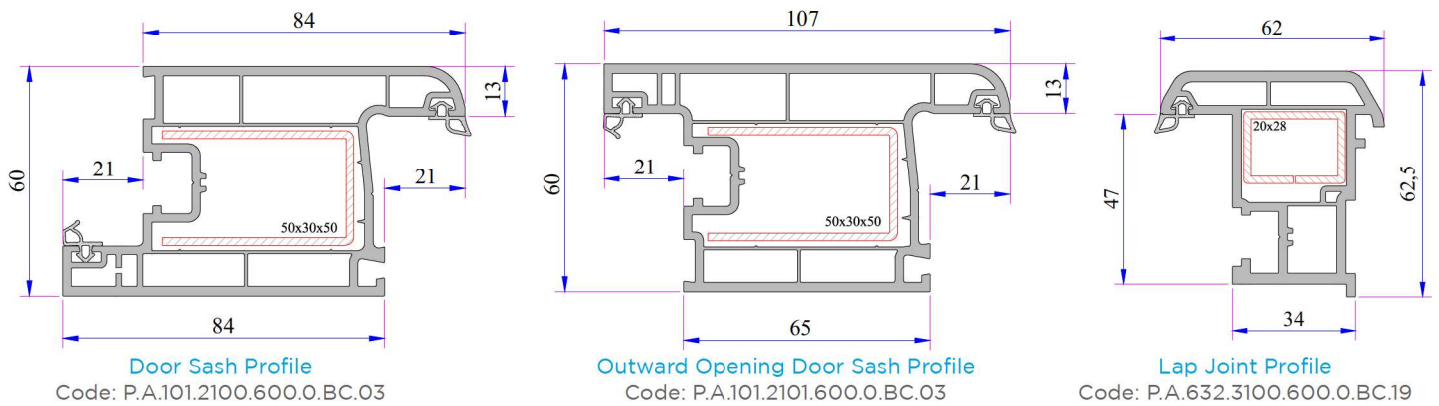 84
13
21
60
21
50x30x50
84
Door Sash Profile
Code: P.A.101.2100.600.0.BC.03
107
13
21
60
21
50x30x50
65
Outward Opening Door Sash Profile
Code: P.A.101.2101.600.0.BC.03
62
20x28
47
62,5
34
Lap Joint Profile
Code: P.A.632.3100.600.0.BC.19